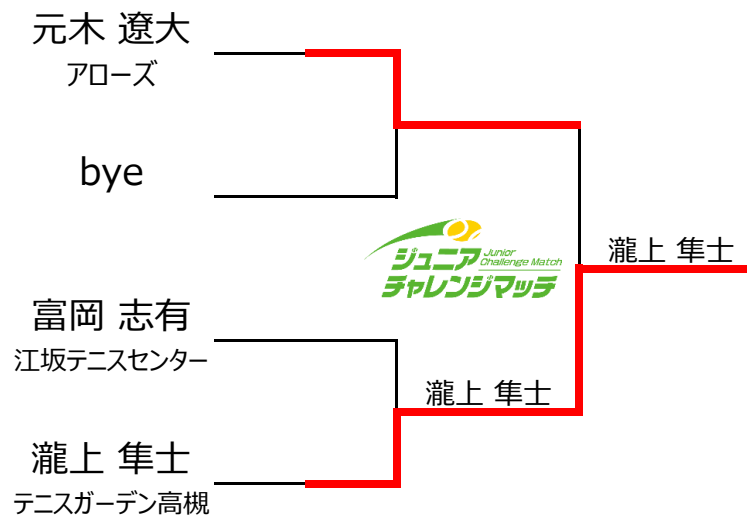 元木 遼大
アローズ
bye
ジュニア
Junior
Challenge Match
チャレンジマッチ
瀧上 隼士
富岡 志有
江坂テニスセンター
瀧上 隼士
瀧上 隼士
テニスガーデン高槻